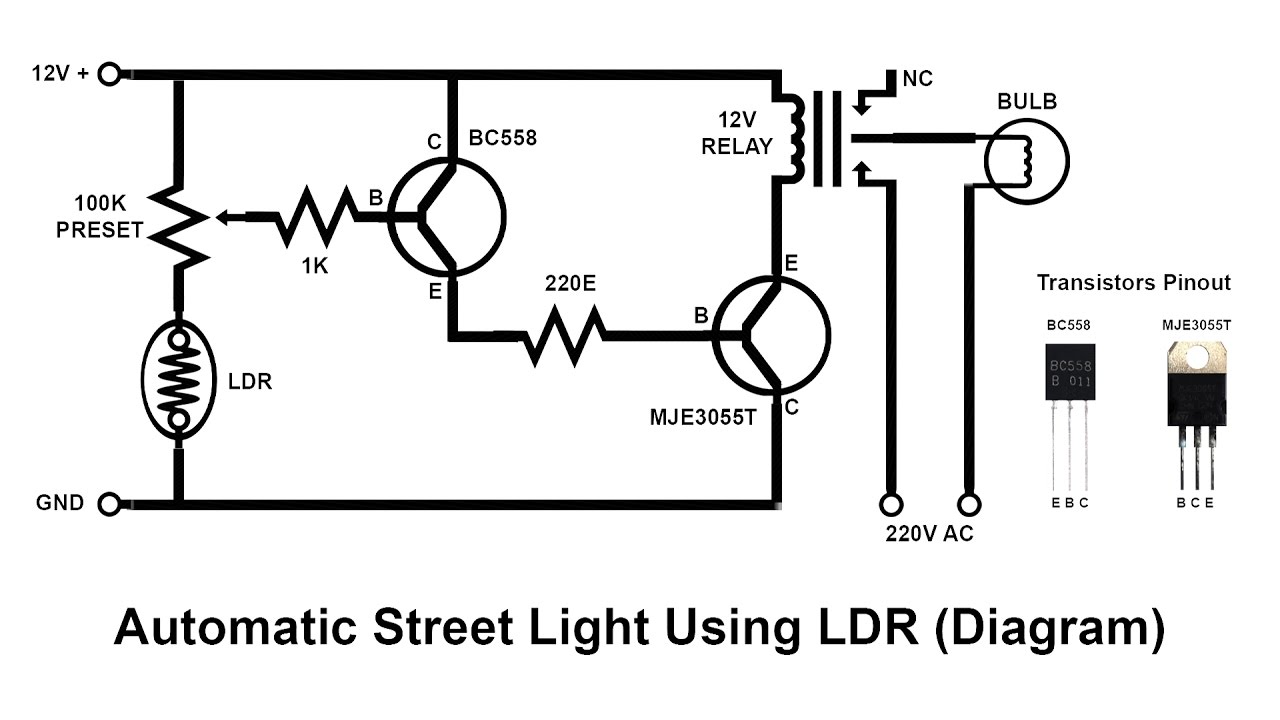 12V +
NC
BULB
12V
RELAY
C
BC558
B
100K
PRESET
1K
E
220E
E
B
Transistors Pinout
BC558
MJE3055T
BC558
B 011
LDR
MJE3055T
C
GND
E B C
B C E
220V AC
Automatic Street Light Using LDR (Diagram)